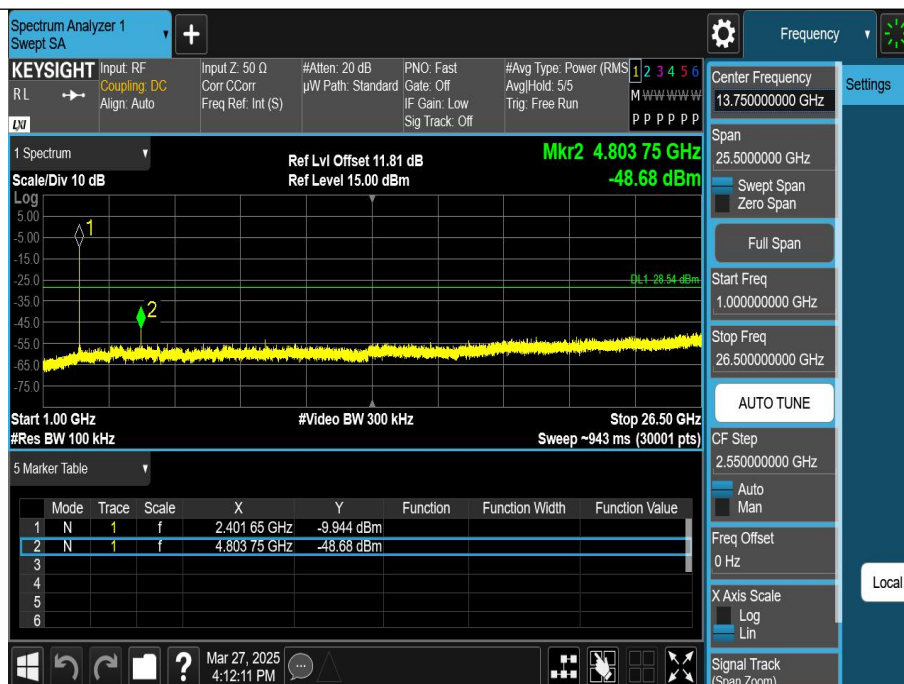 Spectrum Analyzer 1
Swept SA
Frequency
KEYSIGHT
RL
LXI
Input: RF
Coupling: DC
Align: Auto
Input Z: 50 Ω
Corr CCorr
Freq Ref: Int (S)
#Atten: 20 dB
µW Path: Standard
PNO: Fast
Gate: Off
IF Gain: Low
Sig Track: Off
#Avg Type: Power (RMS
Avg|Hold: 5/5
Trig: Free Run
1 2 3 4 5 6
M W W W W W
P P P P P P
1 Spectrum
Scale/Div 10 dB
Ref Lvl Offset 11.81 dB
Ref Level 15.00 dBm
Mkr2 4.803 75 GHz
-48.68 dBm
Log
5.00
-5.00
-15.0
-25.0
-35.0
-45.0
-55.0
-65.0
-75.0
1
2
DL1 -28.54 dBm
Start 1.00 GHz
#Video BW 300 kHz
Stop 26.50 GHz
#Res BW 100 kHz
Sweep ~943 ms (30001 pts)
5 Marker Table
Mode Trace Scale X Y Function Function Width Function Value
1 N 1 f 2.401 65 GHz -9.944 dBm
2 N 1 f 4.803 75 GHz -48.68 dBm
3
4
5
6
Mar 27, 2025
4:12:11 PM
Center Frequency
13.750000000 GHz
Settings
Span
25.5000000 GHz
Swept Span
Zero Span
Full Span
Start Freq
1.000000000 GHz
Stop Freq
26.500000000 GHz
AUTO TUNE
CF Step
2.550000000 GHz
Auto
Man
Freq Offset
0 Hz
Local
X Axis Scale
Log
Lin
Signal Track
(Span Zoom)